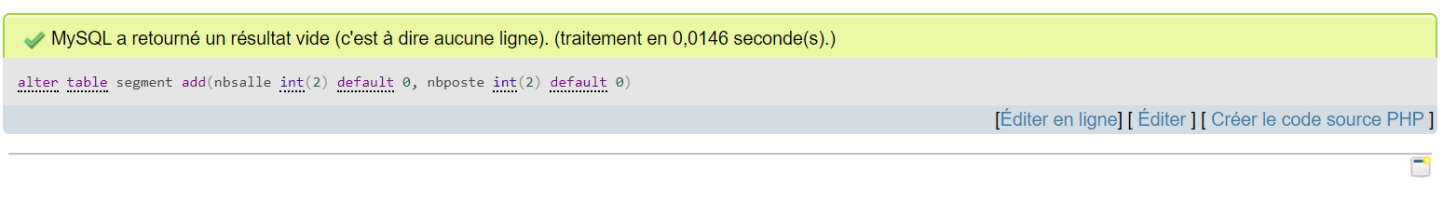 MySQL a retourné un résultat vide (c'est à dire aucune ligne). (traitement en 0,0146 seconde(s).)
alter table segment add(nbsalle int(2) default 0, nbposte int(2) default 0)
[Éditer en ligne] [ Éditer ] [ Créer le code source PHP ]